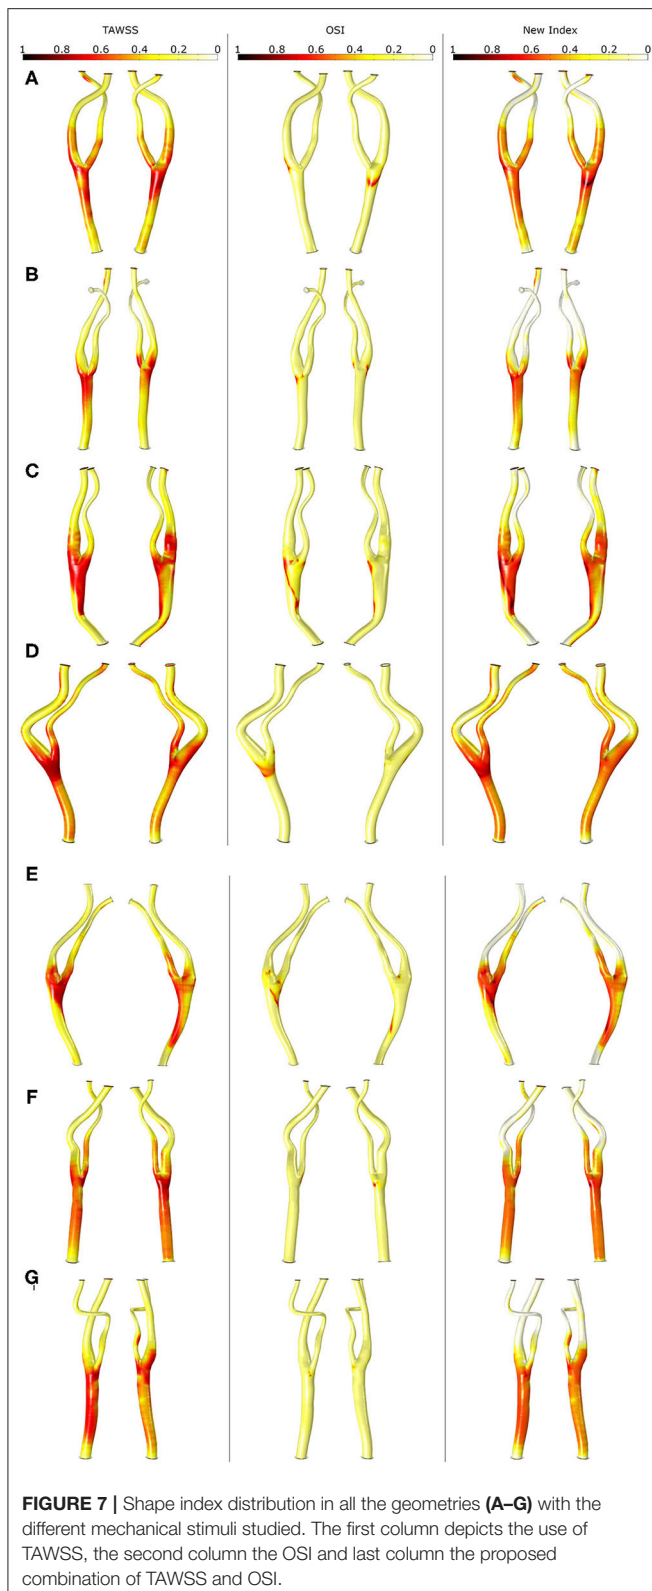 TAWSS OSI New Index
1 0.8 0.6 0.4 0.2 0 1 0.8 0.6 0.4 0.2 0 1 0.8 0.6 0.4 0.2 0
A
B
C
D
E
F
G
FIGURE 7 | Shape index distribution in all the geometries (A–G) with the
different mechanical stimuli studied. The first column depicts the use of
TAWSS, the second column the OSI and last column the proposed
combination of TAWSS and OSI.